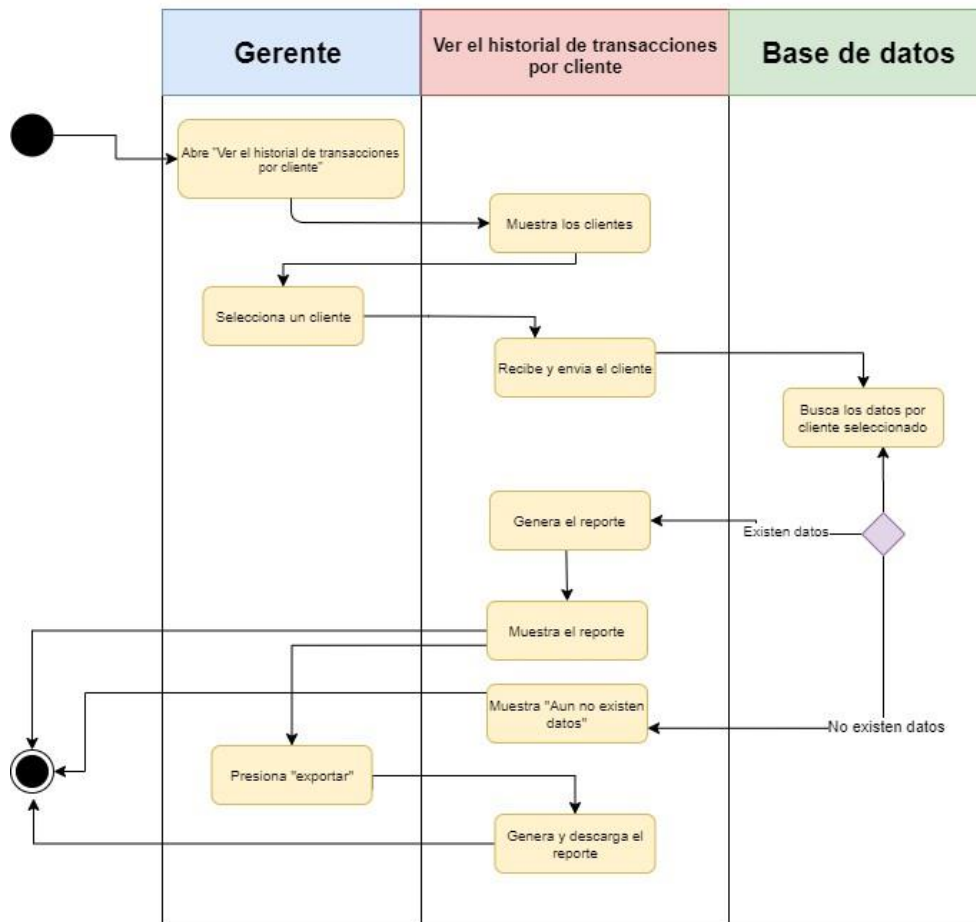 Gerente
Ver el historial de transacciones
por cliente
Base de datos
Abre "Ver el historial de transacciones
por cliente"
Muestra los clientes
Selecciona un cliente
Recibe y envia el cliente
Busca los datos por
cliente seleccionado
Genera el reporte
Existen datos
Muestra el reporte
Muestra "Aun no existen
datos"
No existen datos
Presiona "exportar"
Genera y descarga el
reporte